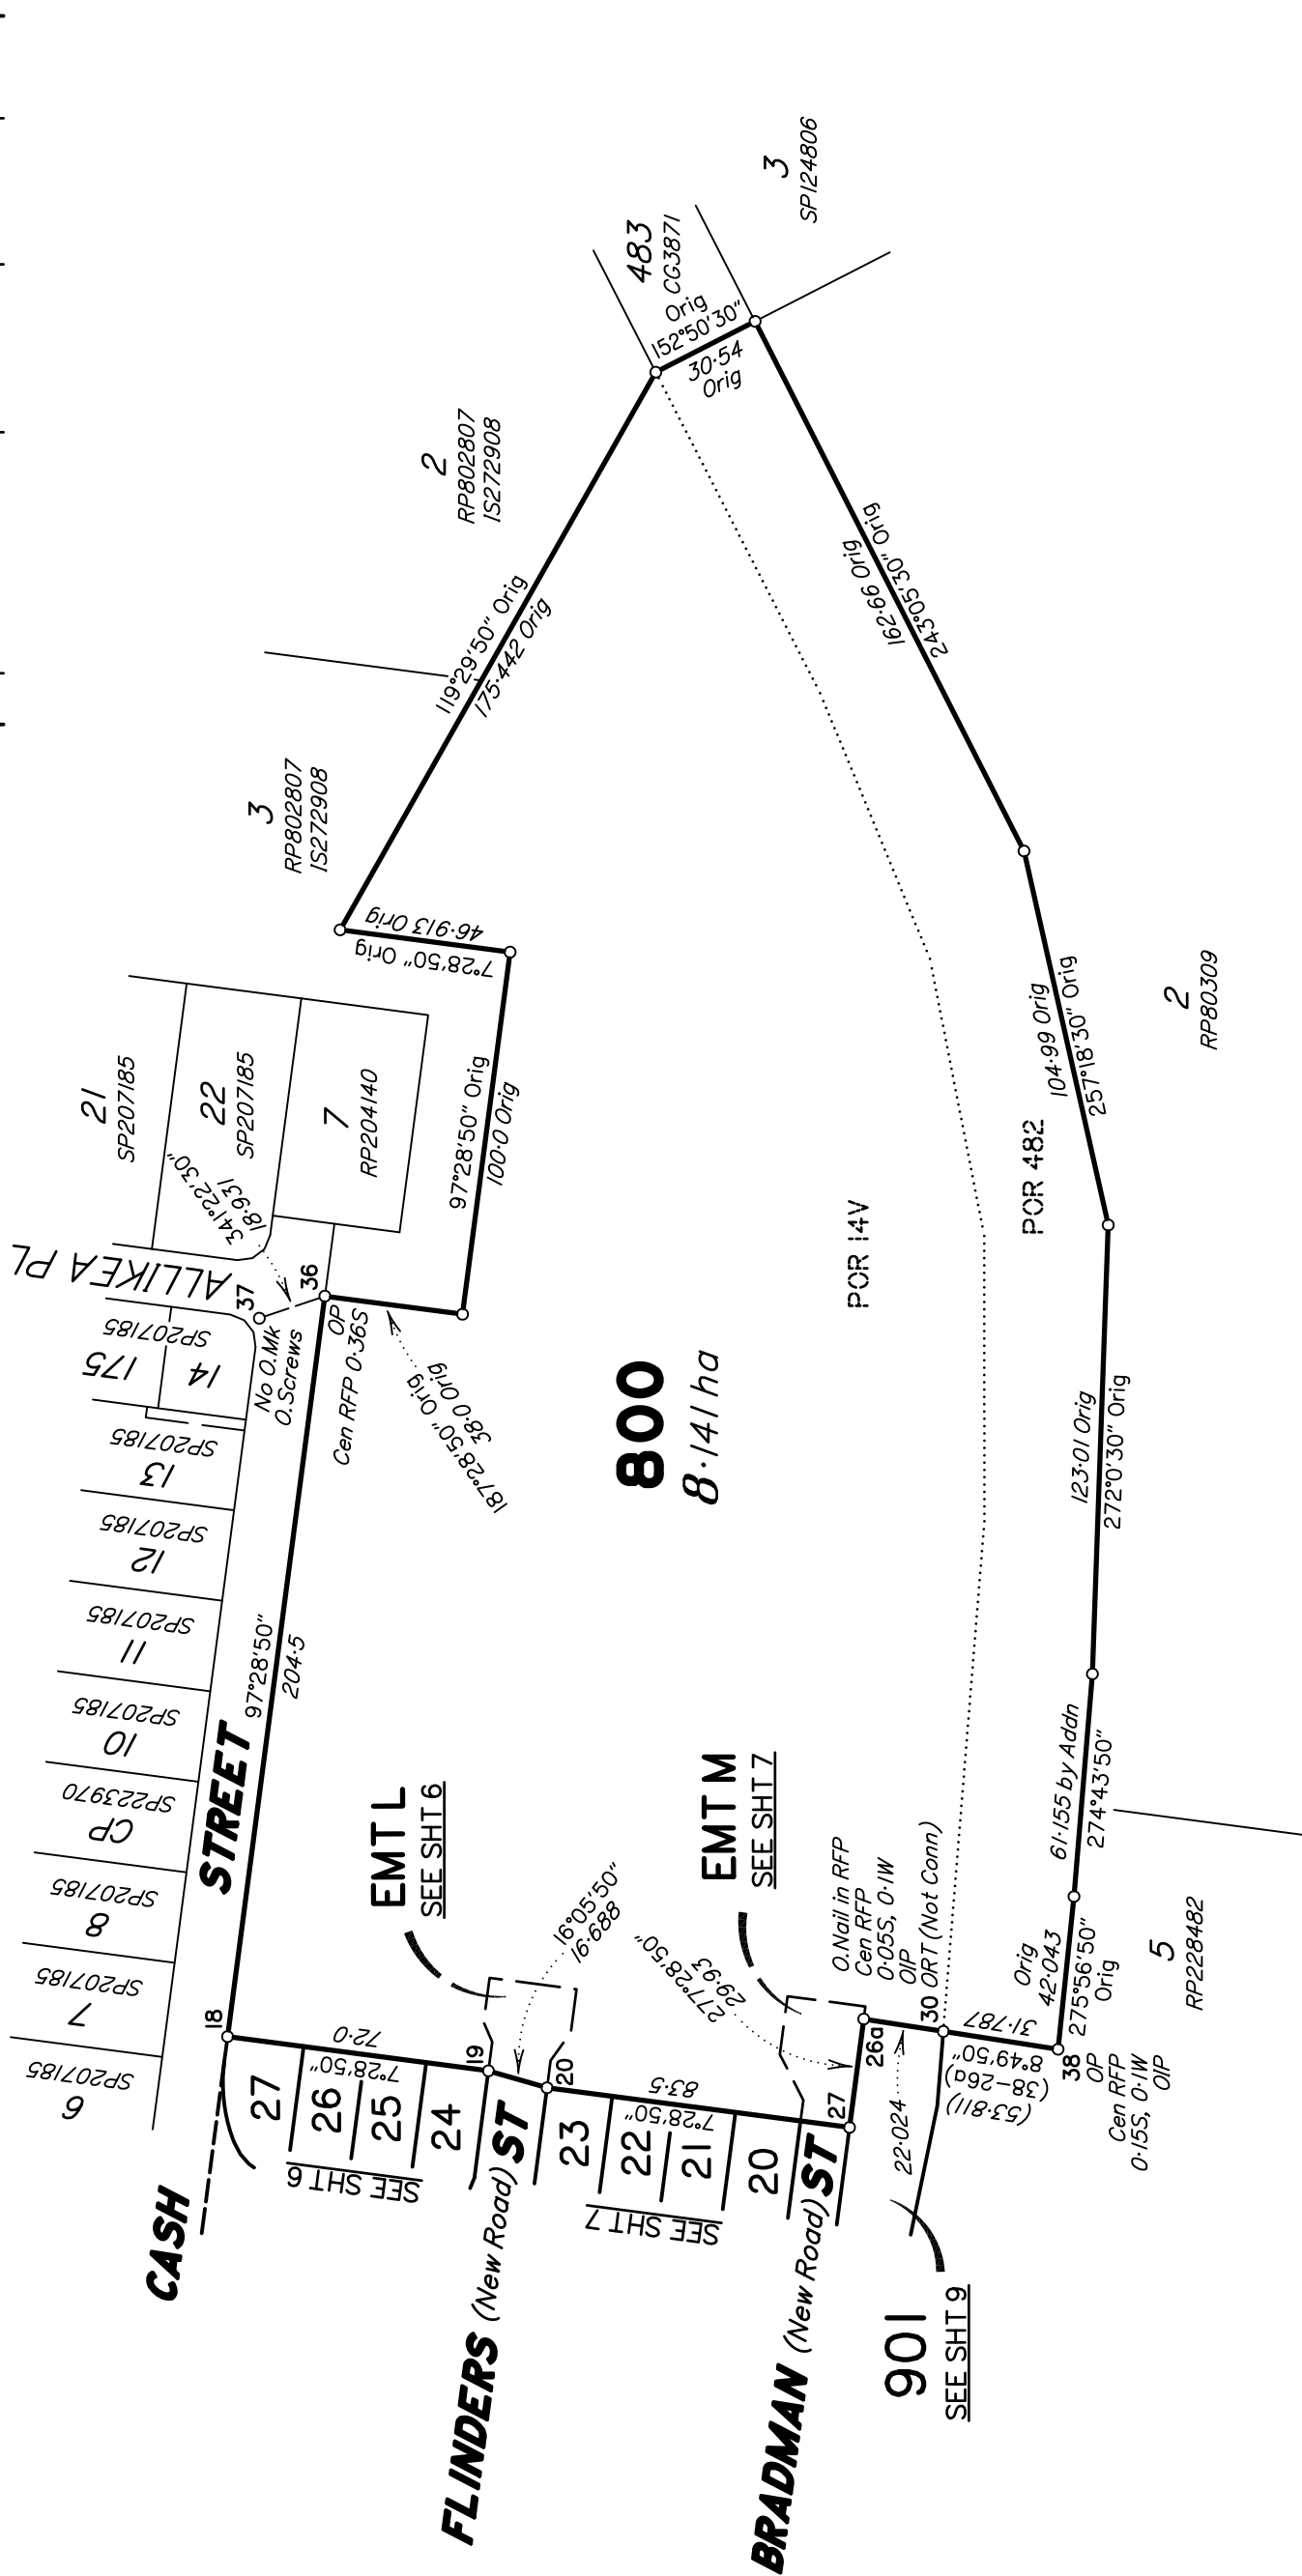 3
SP124806
483
CG3871
Orig
152°50'30"
30·54
Orig
2
RP802807
IS272908
119°29'50" Orig
175·442 Orig
162·66 Orig
243°05'30" Orig
3
RP802807
IS272908
46·913 Orig
7°28'50" Orig
21
SP207185
22
SP207185
7
RP204140
97°28'50" Orig
100·0 Orig
104·99 Orig
257°18'30" Orig
2
RP80309
341°22'30"
18·931
ALLIKEA PL
37
36
No O.Mk
O.Screws
OP
Cen RFP 0·36S
187°28'50" Orig
38·0 Orig
POR 14V
POR 482
800
8·141 ha
123·01 Orig
272°0'30" Orig
175
14
SP207185
13
SP207185
12
SP207185
11
SP207185
10
SP207185
CP
SP223970
8
SP207185
7
SP207185
6
SP207185
97°28'50"
204·5
STREET
CASH
18
EMT L
SEE SHT 6
EMT M
SEE SHT 7
61·155 by Addn
274°43'50"
16°05'50"
19·688
277°28'50"
29·93
O.Nail in RFP
Cen RFP
0·05S, 0·1W
OIP
ORT (Not Conn)
30
26a
Orig
42·043
275°56'50"
Orig
5
RP228482
72·0
7°28'50"
19
20
83·5
7°28'50"
27
31·787
8°49'50"
(38-26a)
(53·811)
22·024
38
OP
Cen RFP
0·15S, 0·1W
OIP
27
26
25
24
SEE SHT 6
23
22
21
20
SEE SHT 7
FLINDERS (New Road) ST
BRADMAN (New Road) ST
901
SEE SHT 9